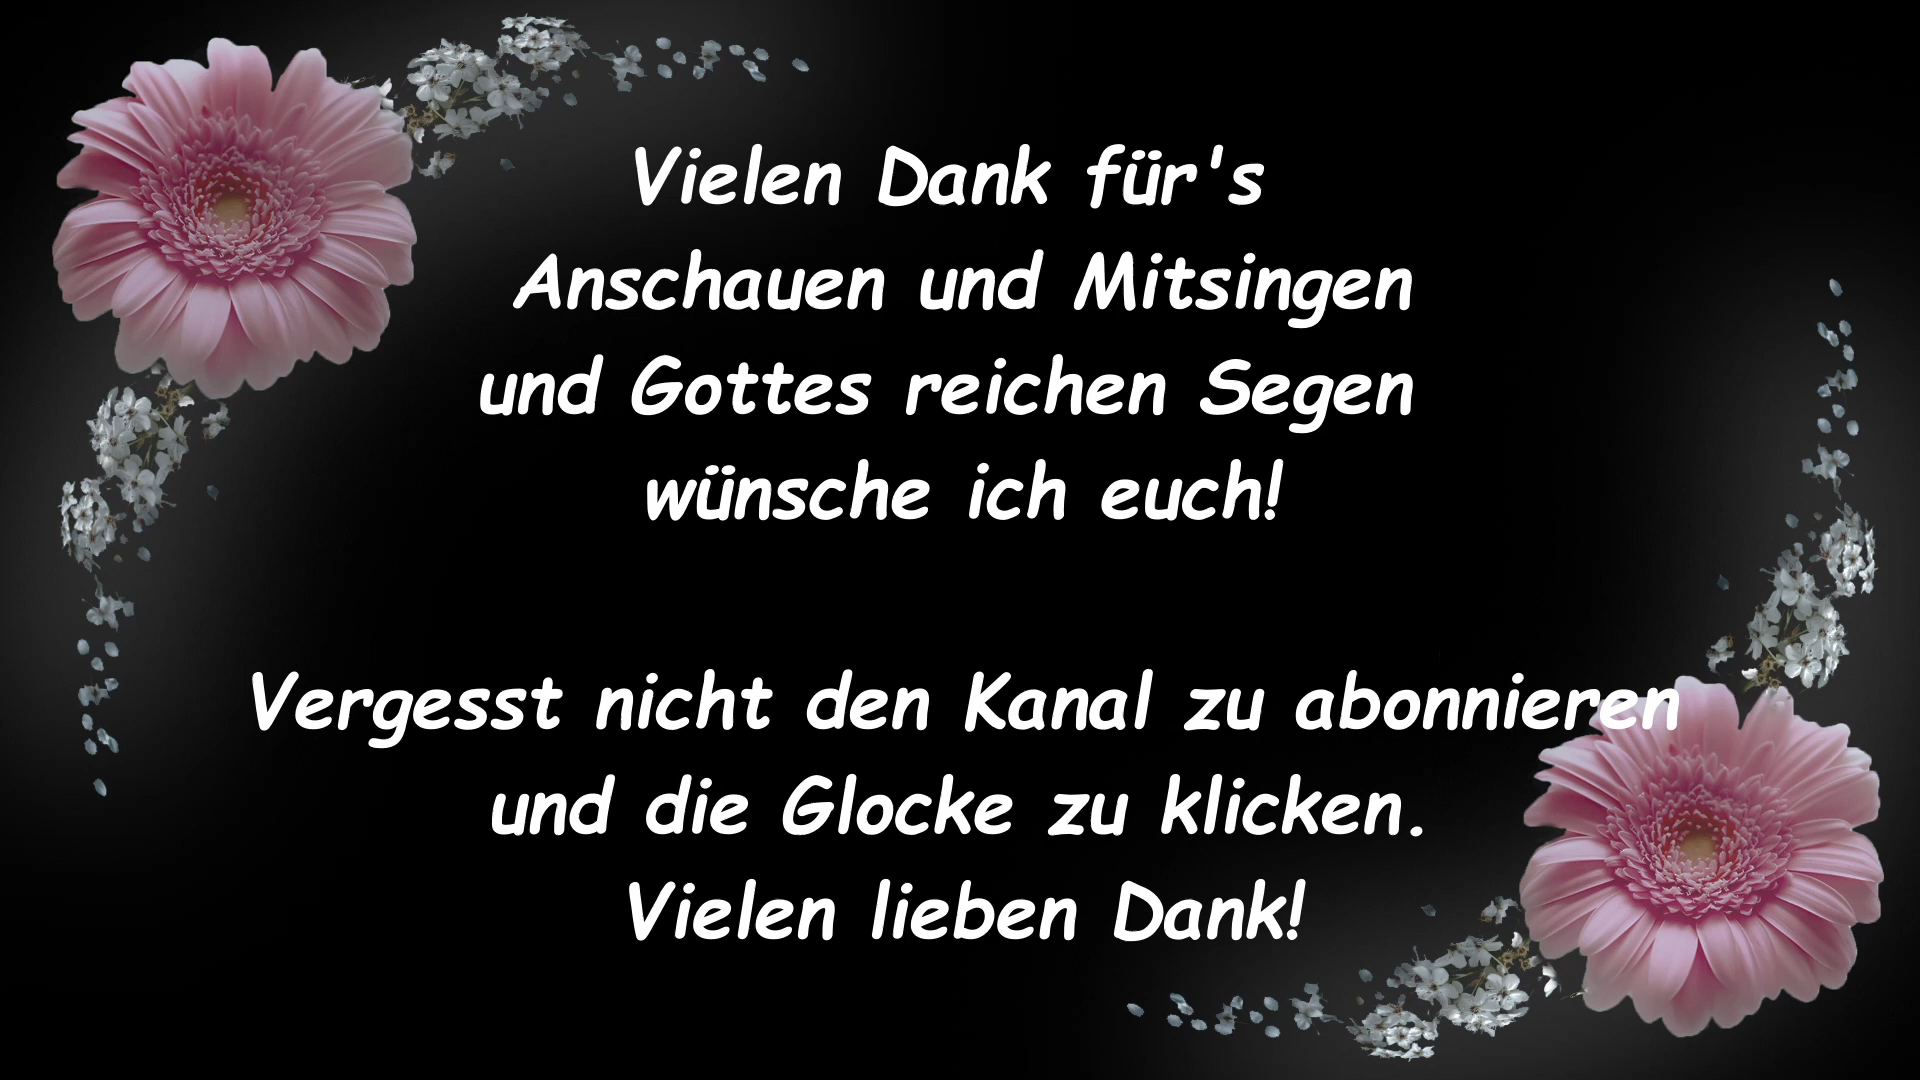 Vielen Dank für's
Anschauen und Mitsingen
und Gottes reichen Segen
wünsche ich euch!
Vergesst nicht den Kanal zu abonnieren
und die Glocke zu klicken.
Vielen lieben Dank!